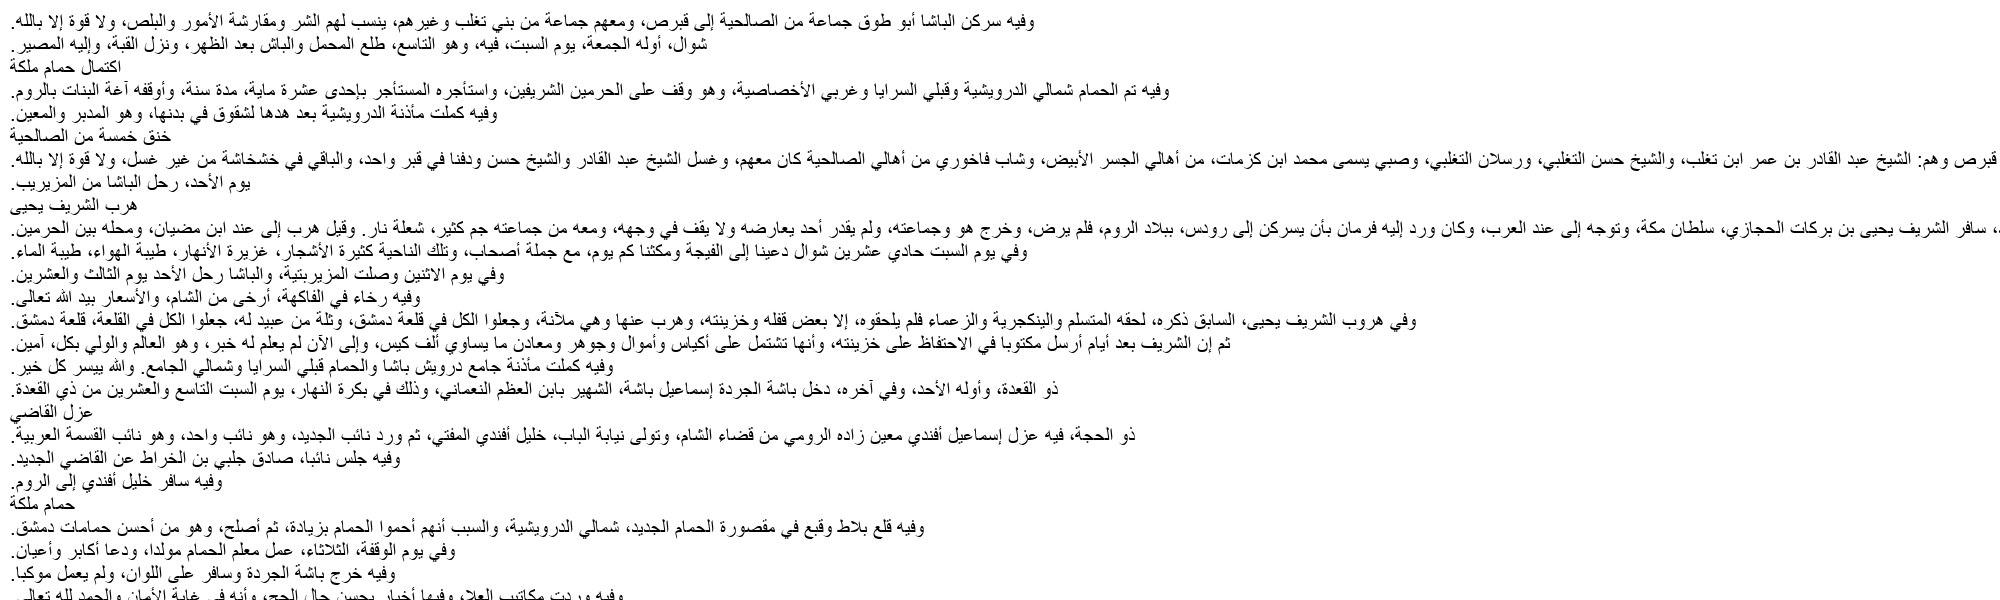 وفيه سركن الباشا أبو طوق جماعة من الصالحية إلى قبرص، ومعهم جماعة من بني تغلب وغيرهم، ينسب لهم الشر ومقارشة الأمور والبلص، ولا قوة إلا بالله.
شوال، أوله الجمعة، يوم السبت، فيه، وهو التاسع، طلع المحمل والباش بعد الظهر، ونزل القبة، وإليه المصير.
اكتمال حمام ملكة
وفيه تم الحمام شمالي الدرويشية وقبلي السرايا وغربي الأخصاصية، وهو وقف على الحرمين الشريفين، واستأجره المستأجر بإحدى عشرة ماية، مدة سنة، وأوقفه آغة البنات بالروم.
وفيه كملت مأذنة الدرويشية بعد هدها لشقوق في بدنها، وهو المدبر والمعين.
خنق خمسة من الصالحية
قبرص وهم: الشيخ عبد القادر بن عمر ابن تغلب، والشيخ حسن التغلبي، ورسلان التغلبي، وصبي يسمى محمد ابن كزمات، من أهالي الجسر الأبيض، وشاب فاخوري من أهالي الصالحية كان معهم، وغسل الشيخ عبد القادر والشيخ حسن ودفنا في قبر واحد، والباقي في خشخاشة من غير غسل، ولا قوة إلا بالله.
يوم الأحد، رحل الباشا من المزيريب.
هرب الشريف يحيى
، سافر الشريف يحيى بن بركات الحجازي، سلطان مكة، وتوجه إلى عند العرب، وكان ورد إليه فرمان بأن يسركن إلى رودس، ببلاد الروم، فلم يرض، وخرج هو وجماعته، ولم يقدر أحد يعارضه ولا يقف في وجهه، ومعه من جماعته جم كثير، شعلة نار. وقيل هرب إلى عند ابن مضيان، ومحله بين الحرمين.
وفي يوم السبت حادي عشرين شوال دعينا إلى الفيجة ومكثنا كم يوم، مع جملة أصحاب، وتلك الناحية كثيرة الأشجار، غزيرة الأنهار، طيبة الهواء، طيبة الماء.
وفي يوم الاثنين وصلت المزيربتية، والباشا رحل الأحد يوم الثالث والعشرين.
وفيه رخاء في الفاكهة، أرخى من الشام، والأسعار بيد الله تعالى.
وفي هروب الشريف يحيى، السابق ذكره، لحقه المتسلم والينكجرية والزعماء فلم يلحقوه، إلا بعض قفله وخزينته، وهرب عنها وهي ملآنة، وجعلوا الكل في قلعة دمشق، وثلة من عبيد له، جعلوا الكل في القلعة، قلعة دمشق.
ثم إن الشريف بعد أيام أرسل مكتوبا في الاحتفاظ على خزينته، وأنها تشتمل على أكياس وأموال وجوهر ومعادن ما يساوي ألف كيس، وإلى الآن لم يعلم له خبر، وهو العالم والولي بكل، آمين.
وفيه كملت مأذنة جامع درويش باشا والحمام قبلي السرايا وشمالي الجامع. والله ييسر كل خير.
ذو القعدة، وأوله الأحد، وفي آخره، دخل باشة الجردة إسماعيل باشة، الشهير بابن العظم النعماني، وذلك في بكرة النهار، يوم السبت التاسع والعشرين من ذي القعدة.
عزل القاضي
ذو الحجة، فيه عزل إسماعيل أفندي معين زاده الرومي من قضاء الشام، وتولى نيابة الباب، خليل أفندي المفتي، ثم ورد نائب الجديد، وهو نائب واحد، وهو نائب القسمة العربية.
وفيه جلس نائبا، صادق جلبي بن الخراط عن القاضي الجديد.
وفيه سافر خليل أفندي إلى الروم.
حمام ملكة
وفيه قلع بلاط وقبع في مقصورة الحمام الجديد، شمالي الدرويشية، والسبب أنهم أحموا الحمام بزيادة، ثم أصلح، وهو من أحسن حمامات دمشق.
وفي يوم الوقفة، الثلاثاء، عمل معلم الحمام مولدا، ودعا أكابر وأعيان.
وفيه خرج باشة الجردة وسافر على اللوان، ولم يعمل موكبا.
وفيه وردت مكاتيب العلا، وفيها أخبار بحسن حال الحج، وأنه في غاية الأمان والحمد لله تعالى.